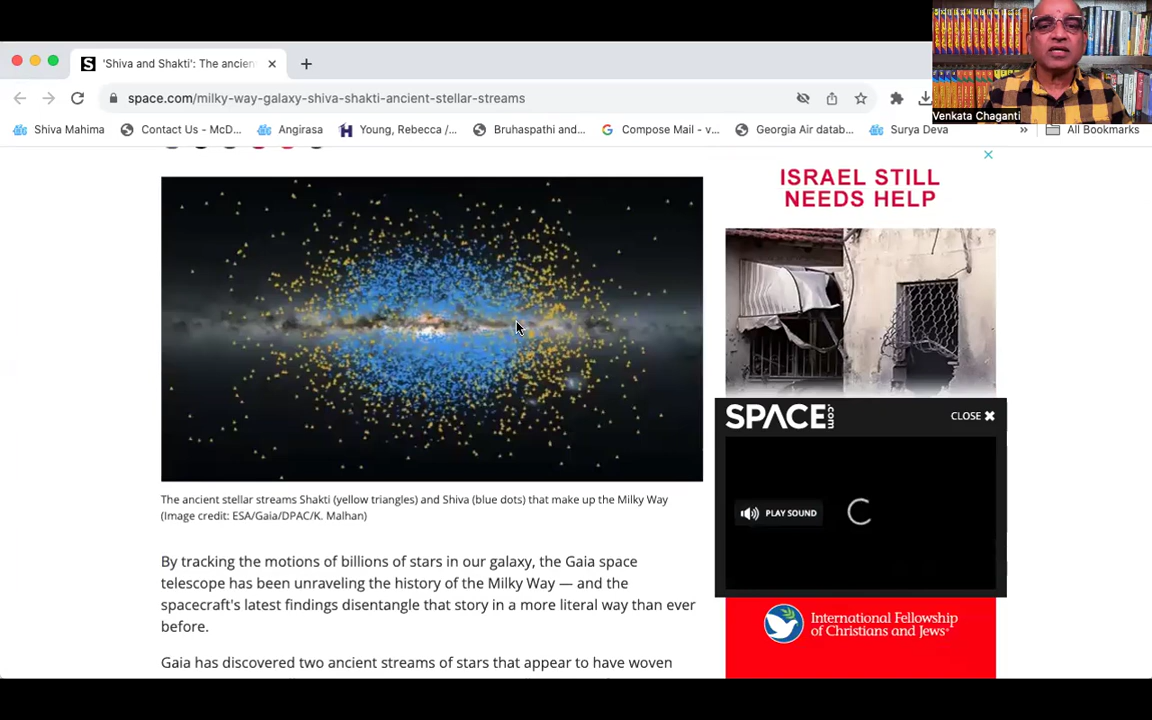 'Shiva and Shakti': The ancien
space.com/milky-way-galaxy-shiva-shakti-ancient-stellar-streams
Venkata Chaganti
Shiva Mahima
Contact Us - McD...
Angirasa
Young, Rebecca /...
Bruhaspathi and...
Compose Mail - v...
Georgia Air datab...
Surya Deva
»
All Bookmarks
ISRAEL STILL
NEEDS HELP
SPACE.com
CLOSE ✖
PLAY SOUND
The ancient stellar streams Shakti (yellow triangles) and Shiva (blue dots) that make up the Milky Way
(Image credit: ESA/Gaia/DPAC/K. Malhan)
By tracking the motions of billions of stars in our galaxy, the Gaia space
telescope has been unraveling the history of the Milky Way — and the
spacecraft's latest findings disentangle that story in a more literal way than ever
before.
Gaia has discovered two ancient streams of stars that appear to have woven
International Fellowship
of Christians and Jews®